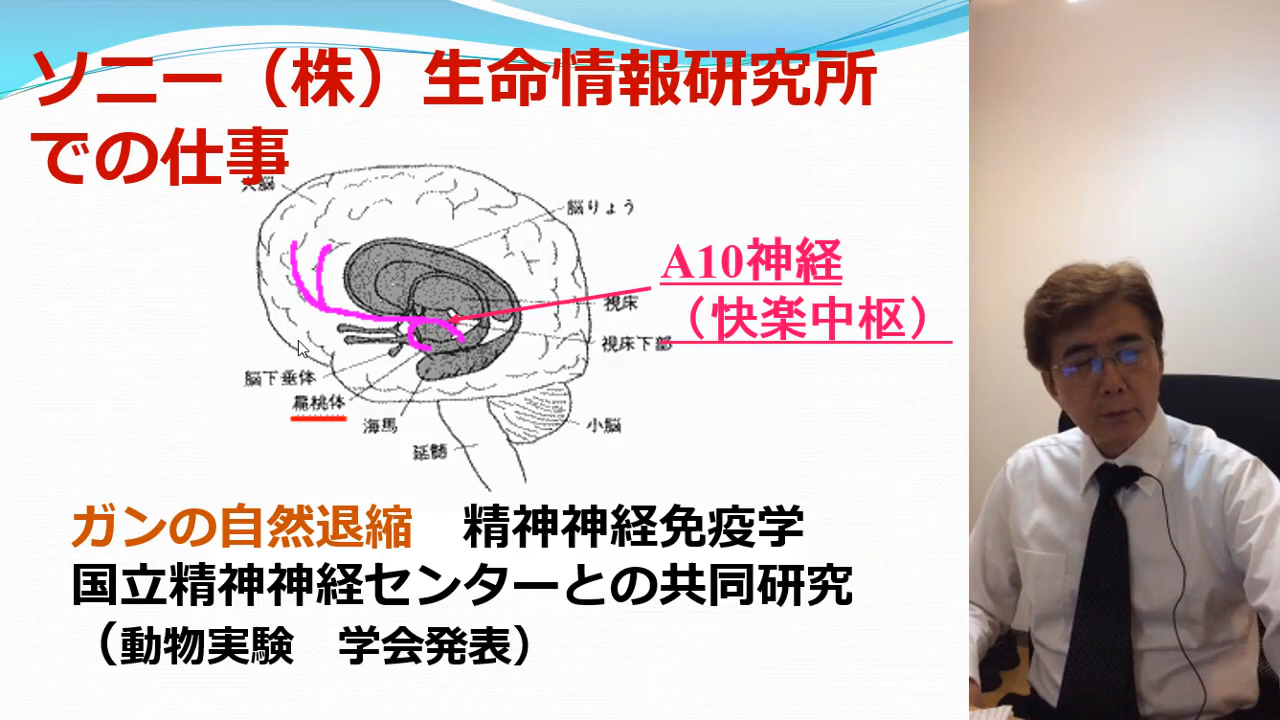 ソニー（株）生命情報研究所
での仕事
大脳
脳りょう
A10神経
（快楽中枢）
視床
視床下部
脳下垂体
扁桃体
海馬
小脳
延髄
ガンの自然退縮　精神神経免疫学
国立精神神経センターとの共同研究
（動物実験　学会発表）